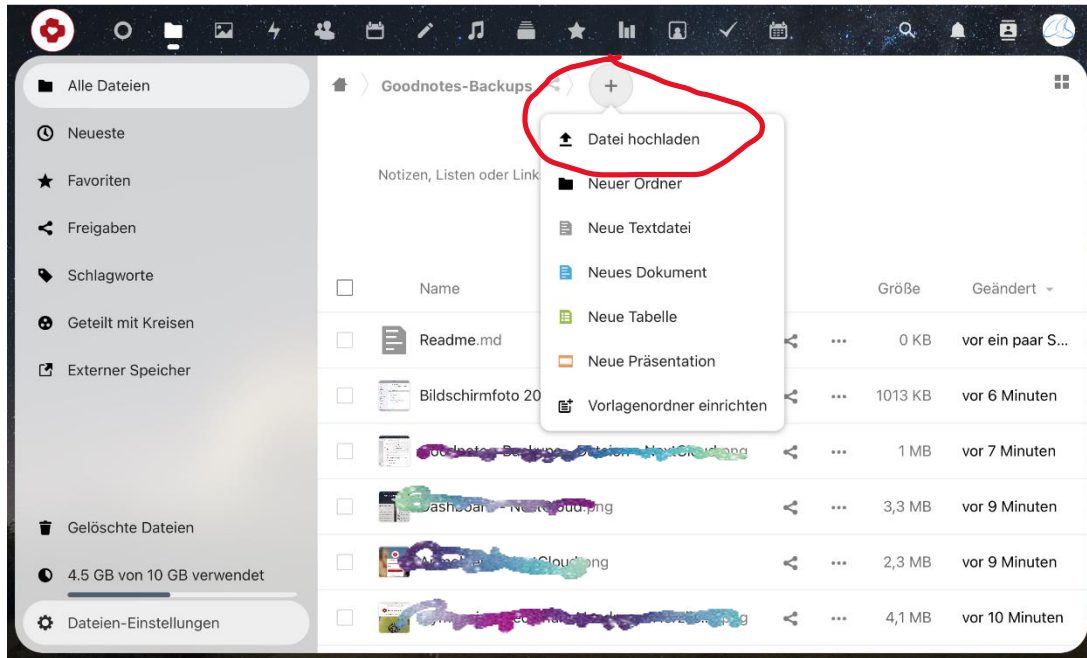 Alle Dateien
Neueste
Favoriten
Freigaben
Schlagworte
Geteilt mit Kreisen
Externer Speicher
Gelöschte Dateien
4.5 GB von 10 GB verwendet
Dateien-Einstellungen
Goodnotes-Backups
+
Datei hochladen
Neuer Ordner
Neue Textdatei
Neues Dokument
Neue Tabelle
Neue Präsentation
Vorlagenordner einrichten
Notizen, Listen oder Link
Name Größe Geändert
Readme.md 0 KB vor ein paar S...
Bildschirmfoto 20 1013 KB vor 6 Minuten
1 MB vor 7 Minuten
.png 3,3 MB vor 9 Minuten
2,3 MB vor 9 Minuten
4,1 MB vor 10 Minuten